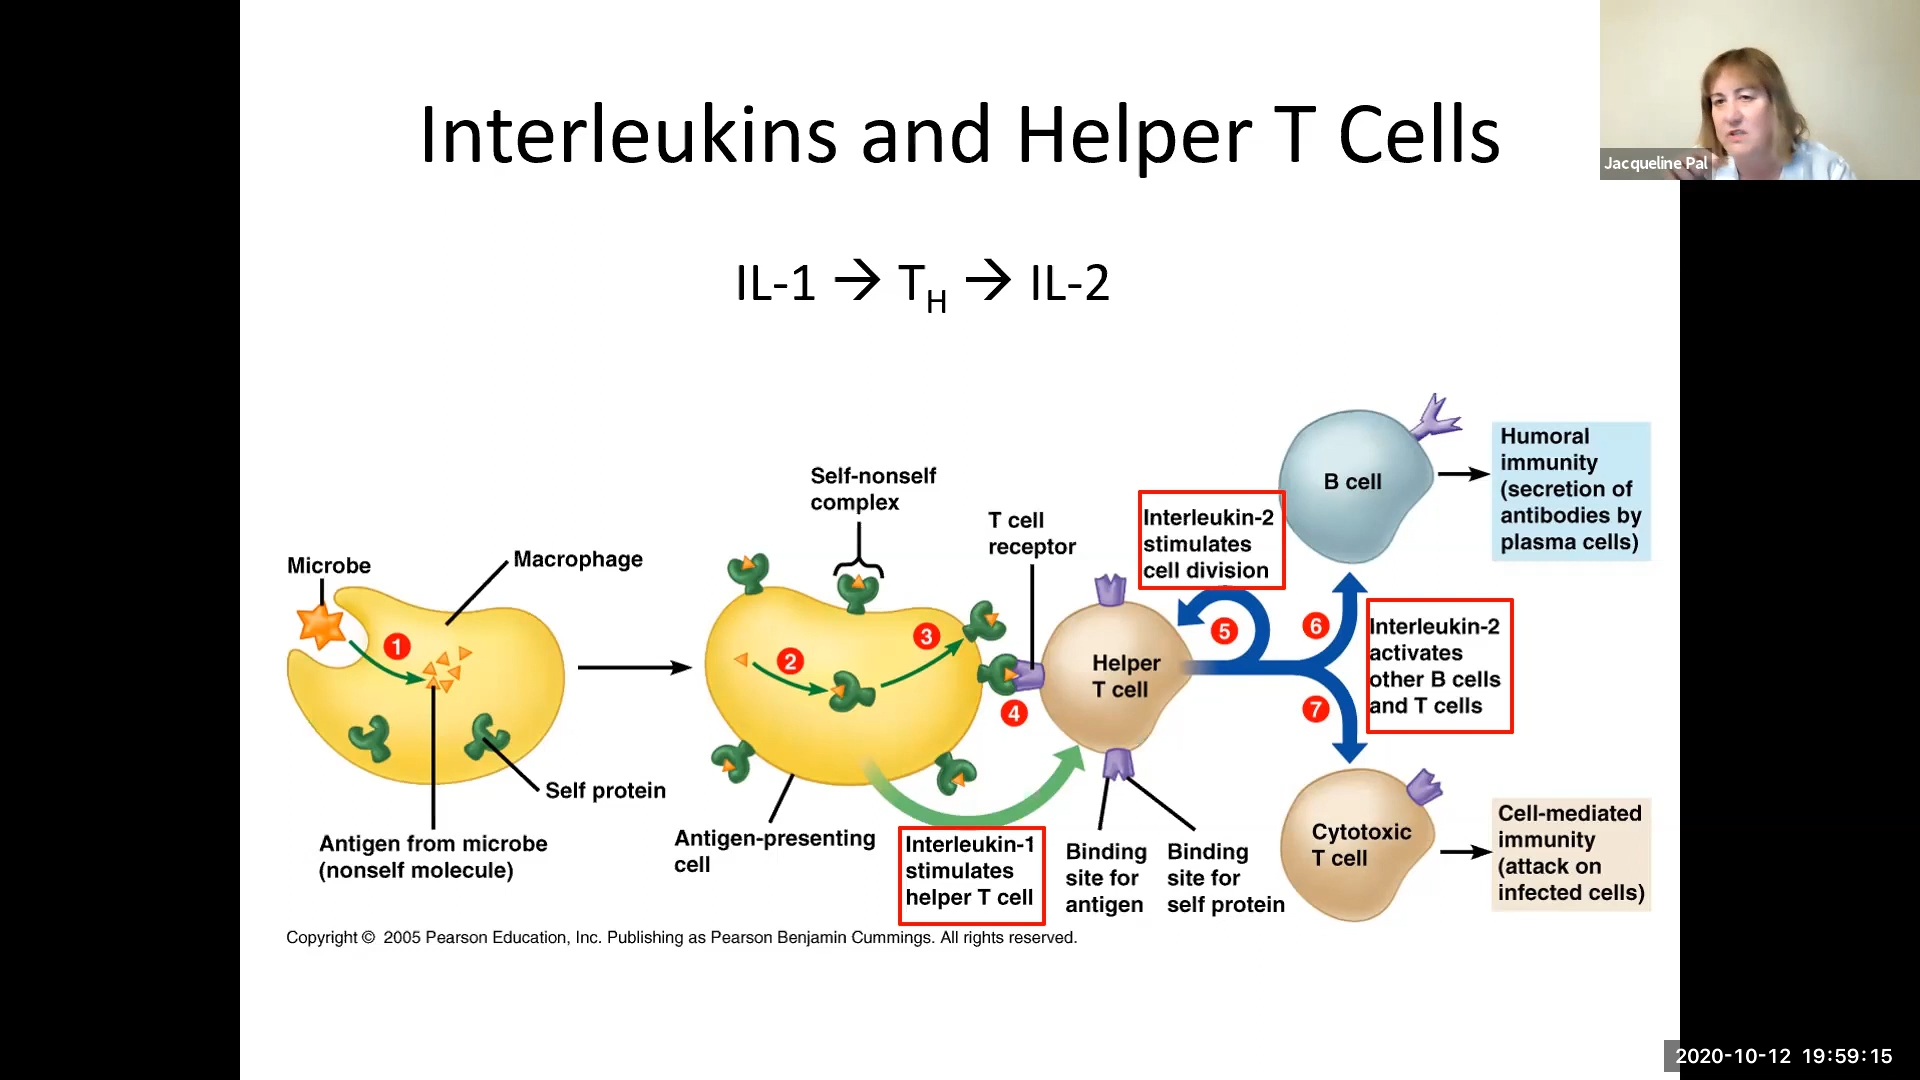 Interleukins and Helper T Cells
Jacqueline Pal
IL-1 → T_H → IL-2
Microbe
Macrophage
Self-nonself
complex
T cell
receptor
Interleukin-2
stimulates
cell division
B cell
Humoral
immunity
(secretion of
antibodies by
plasma cells)
1
2
3
4
Helper
T cell
5
6
7
Interleukin-2
activates
other B cells
and T cells
Self protein
Antigen from microbe
(nonself molecule)
Antigen-presenting
cell
Interleukin-1
stimulates
helper T cell
Binding
site for
antigen
Binding
site for
self protein
Cytotoxic
T cell
Cell-mediated
immunity
(attack on
infected cells)
Copyright © 2005 Pearson Education, Inc. Publishing as Pearson Benjamin Cummings. All rights reserved.
2020-10-12 19:59:15